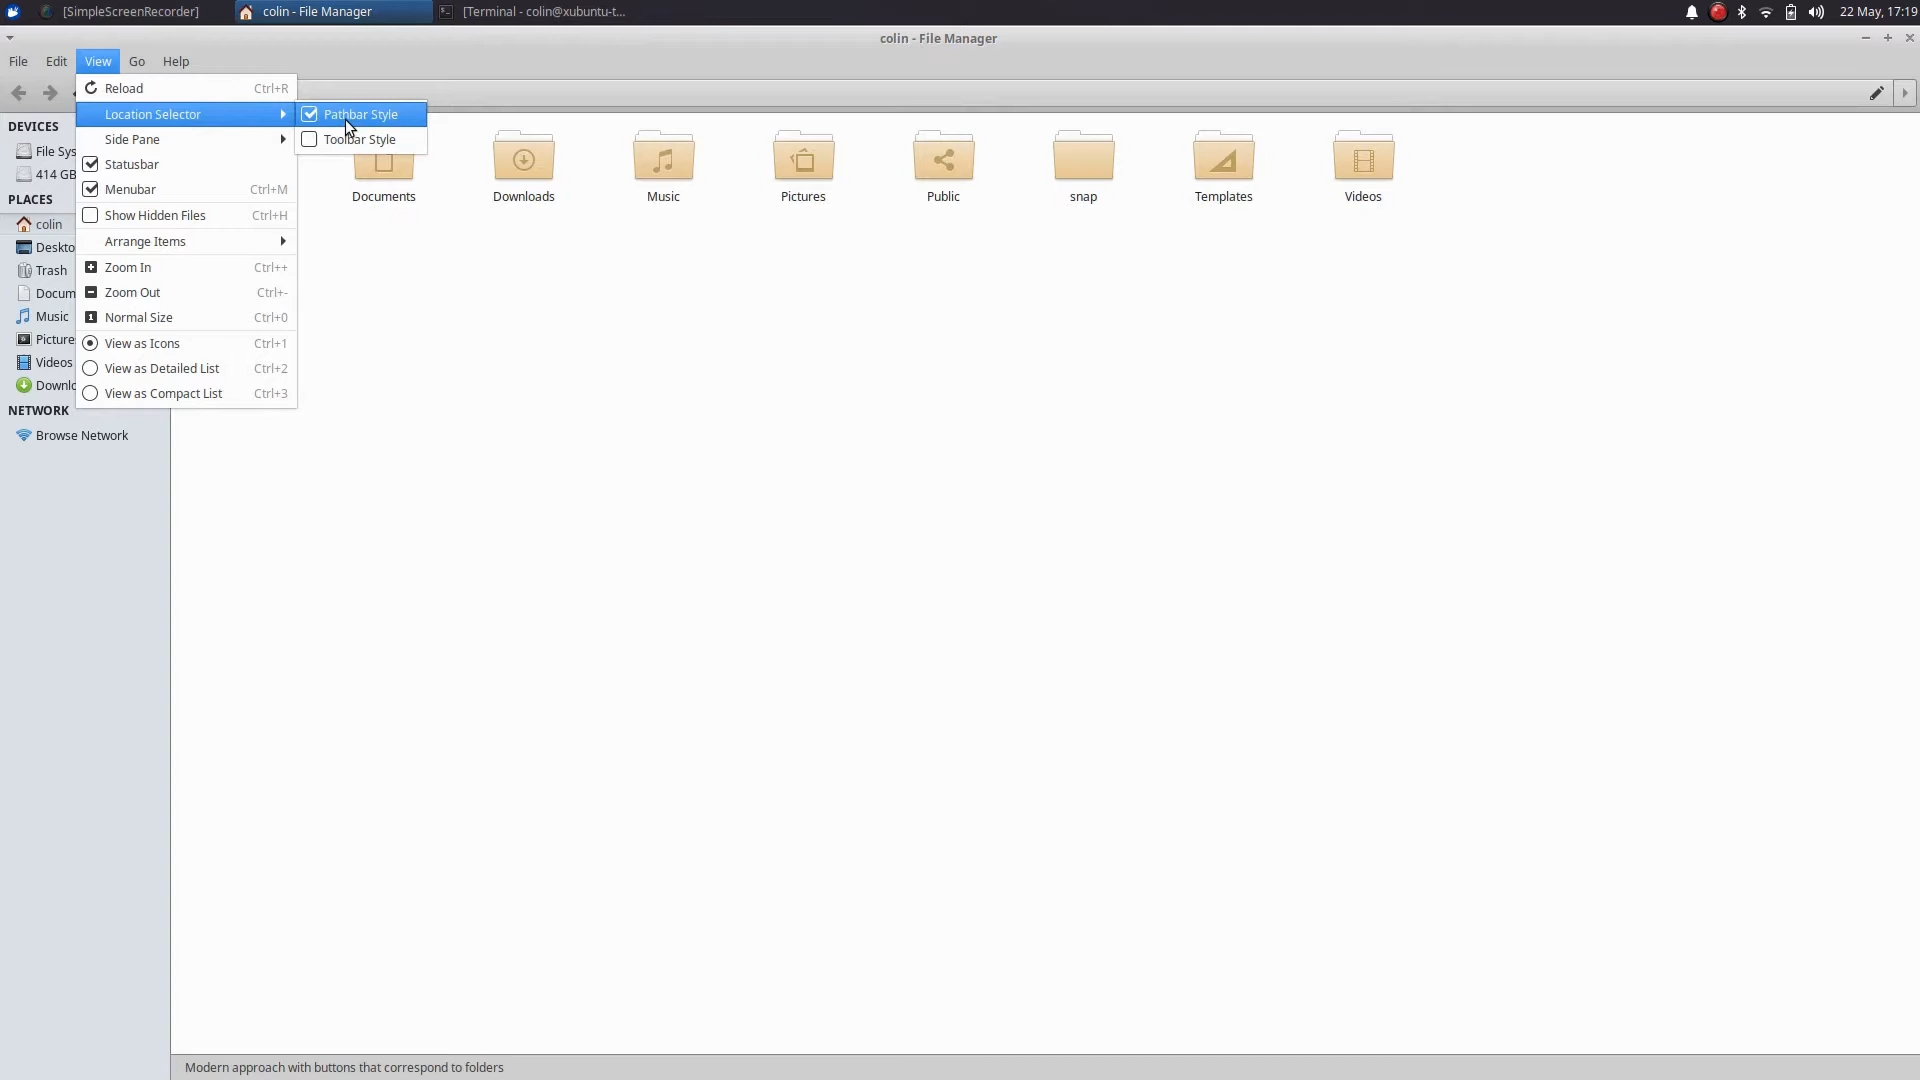 [SimpleScreenRecorder]
colin - File Manager
[Terminal - colin@xubuntu-t...
22 May, 17:19
colin - File Manager
File Edit View Go Help
Reload Ctrl+R
Location Selector
Side Pane
Statusbar
Menubar Ctrl+M
Show Hidden Files Ctrl+H
Arrange Items
Zoom In Ctrl++
Zoom Out Ctrl+-
Normal Size Ctrl+0
View as Icons Ctrl+1
View as Detailed List Ctrl+2
View as Compact List Ctrl+3
Pathbar Style
Toolbar Style
DEVICES
File Sys
414 GB
PLACES
colin
Deskto
Trash
Docum
Music
Picture
Videos
Downlo
NETWORK
Browse Network
Documents
Downloads
Music
Pictures
Public
snap
Templates
Videos
Modern approach with buttons that correspond to folders